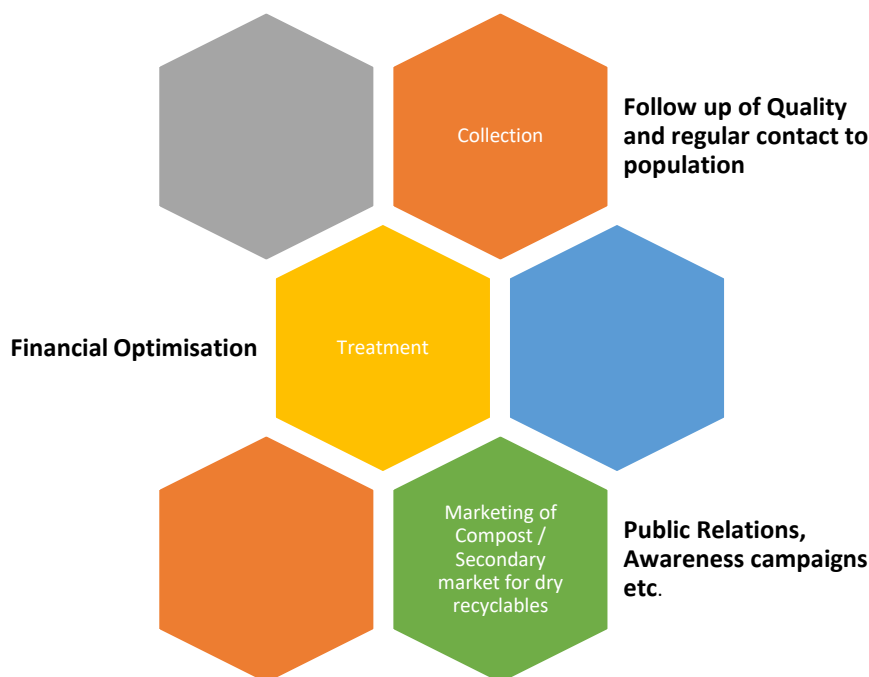 Collection
Follow up of Quality
and regular contact to
population
Financial Optimisation
Treatment
Marketing of
Compost /
Secondary
market for dry
recyclables
Public Relations,
Awareness campaigns
etc.